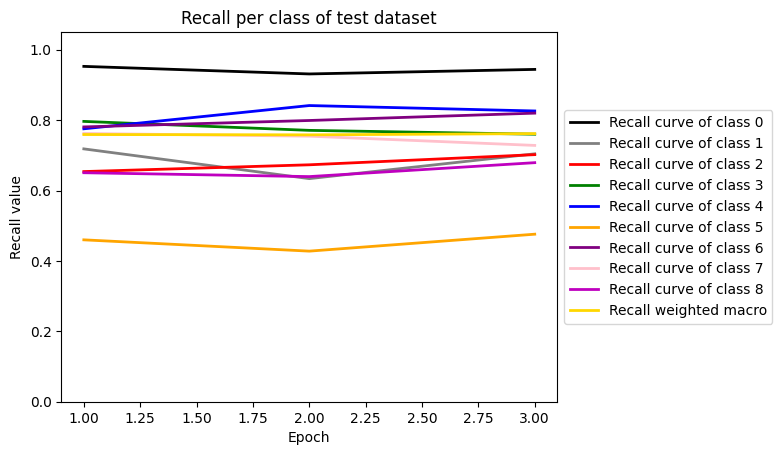 Recall per class of test dataset
Recall value
1.0
0.8
0.6
0.4
0.2
0.0
1.00 1.25 1.50 1.75 2.00 2.25 2.50 2.75 3.00
Epoch
Recall curve of class 0
Recall curve of class 1
Recall curve of class 2
Recall curve of class 3
Recall curve of class 4
Recall curve of class 5
Recall curve of class 6
Recall curve of class 7
Recall curve of class 8
Recall weighted macro